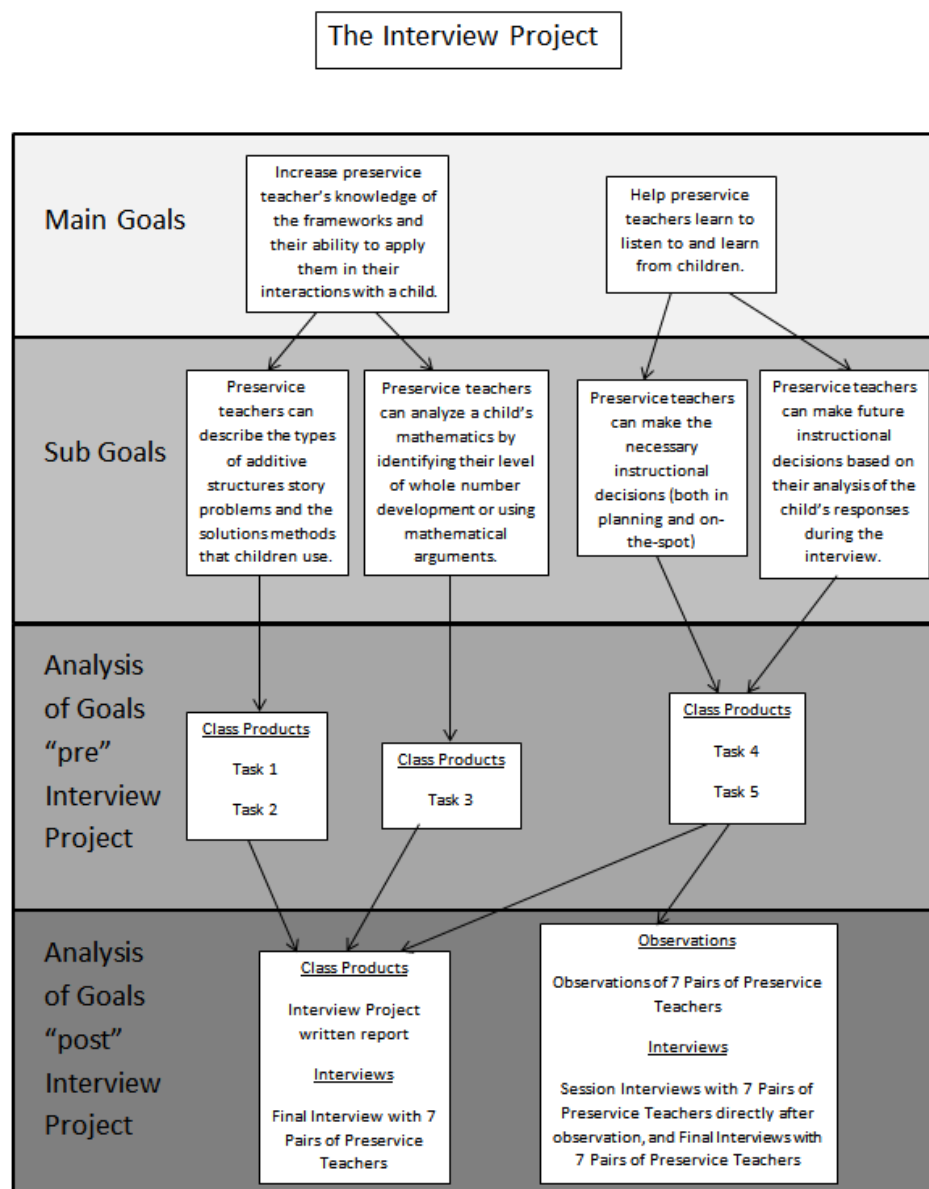 The Interview Project
Main Goals
Increase preservice
teacher's knowledge of
the frameworks and
their ability to apply
them in their
interactions with a child.
Help preservice
teachers learn to
listen to and learn
from children.
Sub Goals
Preservice
teachers can
describe the types
of additive
structures story
problems and the
solutions methods
that children use.
Preservice teachers
can analyze a child's
mathematics by
identifying their level
of whole number
development or using
mathematical
arguments.
Preservice teachers
can make the
necessary
instructional
decisions (both in
planning and on-
the-spot)
Preservice teachers
can make future
instructional
decisions based on
their analysis of the
child's responses
during the
interview.
Analysis
of Goals
"pre"
Interview
Project
Class Products
Task 1
Task 2
Class Products
Task 3
Class Products
Task 4
Task 5
Analysis
of Goals
"post"
Interview
Project
Class Products
Interview Project
written report
Interviews
Final Interview with 7
Pairs of Preservice
Teachers
Observations
Observations of 7 Pairs of Preservice
Teachers
Interviews
Session Interviews with 7 Pairs of
Preservice Teachers directly after
observation, and Final Interviews with
7 Pairs of Preservice Teachers